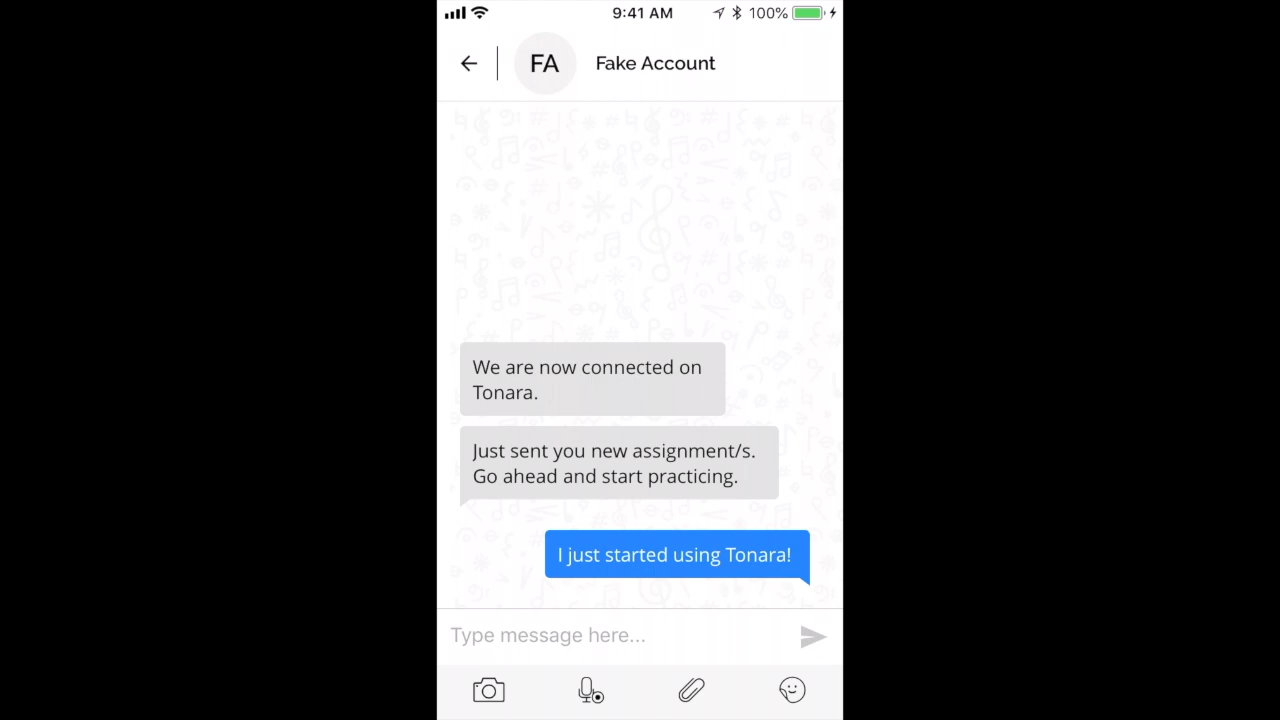 9:41 AM
100%
FA
Fake Account
We are now connected on
Tonara.
Just sent you new assignment/s.
Go ahead and start practicing.
I just started using Tonara!
Type message here...